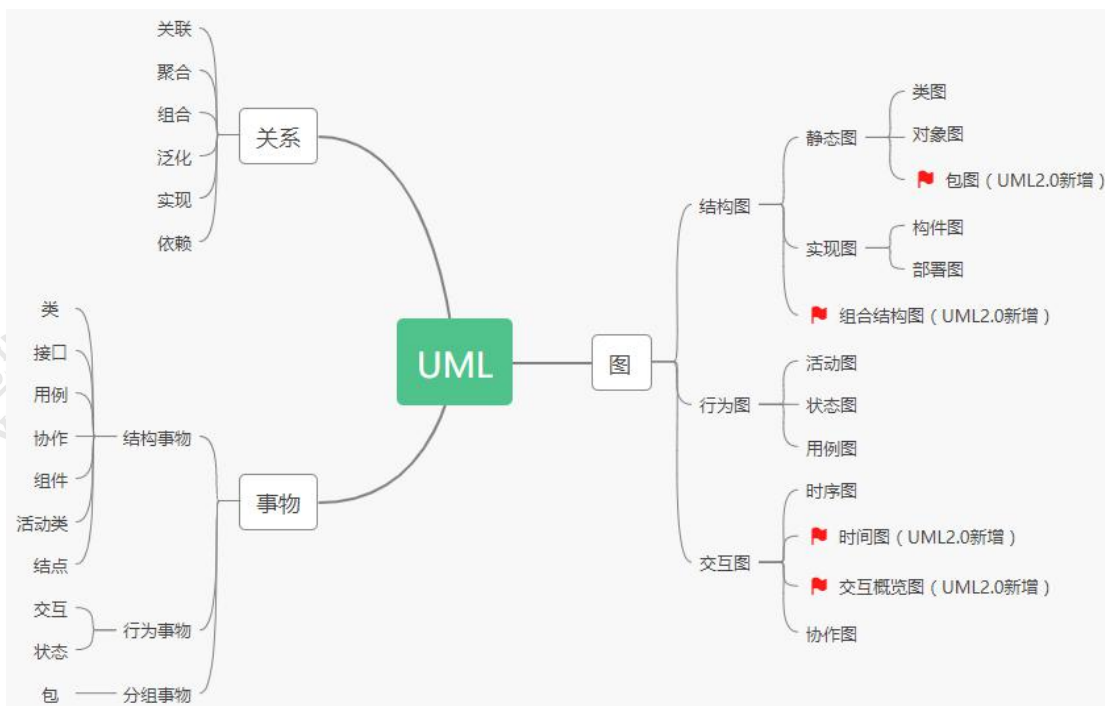 UML
关系
关联
聚合
组合
泛化
实现
依赖
事物
结构事物
类
接口
用例
协作
组件
活动类
结点
行为事物
交互
状态
分组事物
包
图
结构图
静态图
类图
对象图
包图（UML2.0新增）
实现图
构件图
部署图
组合结构图（UML2.0新增）
行为图
活动图
状态图
用例图
交互图
时序图
时间图（UML2.0新增）
交互概览图（UML2.0新增）
协作图